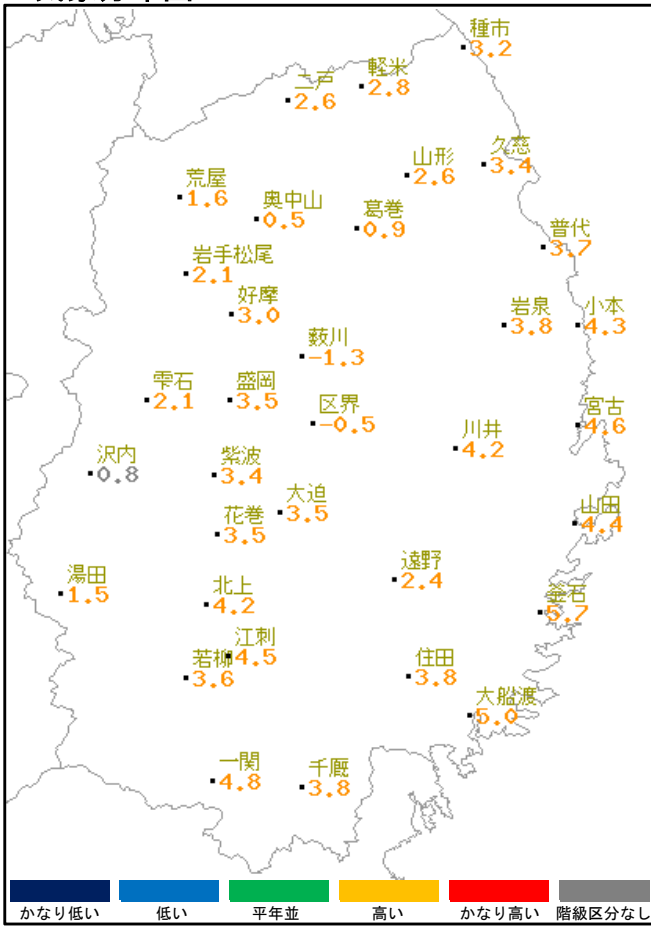 種市
3.2
軽米
2.8
二戸
2.6
久慈
3.4
山形
2.6
荒屋
1.6
奥中山
0.5
葛巻
0.9
普代
3.7
岩手松尾
2.1
好摩
3.0
岩泉
3.8
小本
4.3
薮川
-1.3
雫石
2.1
盛岡
3.5
区界
-0.5
宮古
4.6
川井
4.2
沢内
0.8
紫波
3.4
大迫
3.5
花巻
3.5
山田
4.4
遠野
2.4
湯田
1.5
北上
4.2
釜石
5.7
江刺
4.5
若柳
3.6
住田
3.8
大船渡
5.0
一関
4.8
千厩
3.8
かなり低い 低い 平年並 高い かなり高い 階級区分なし